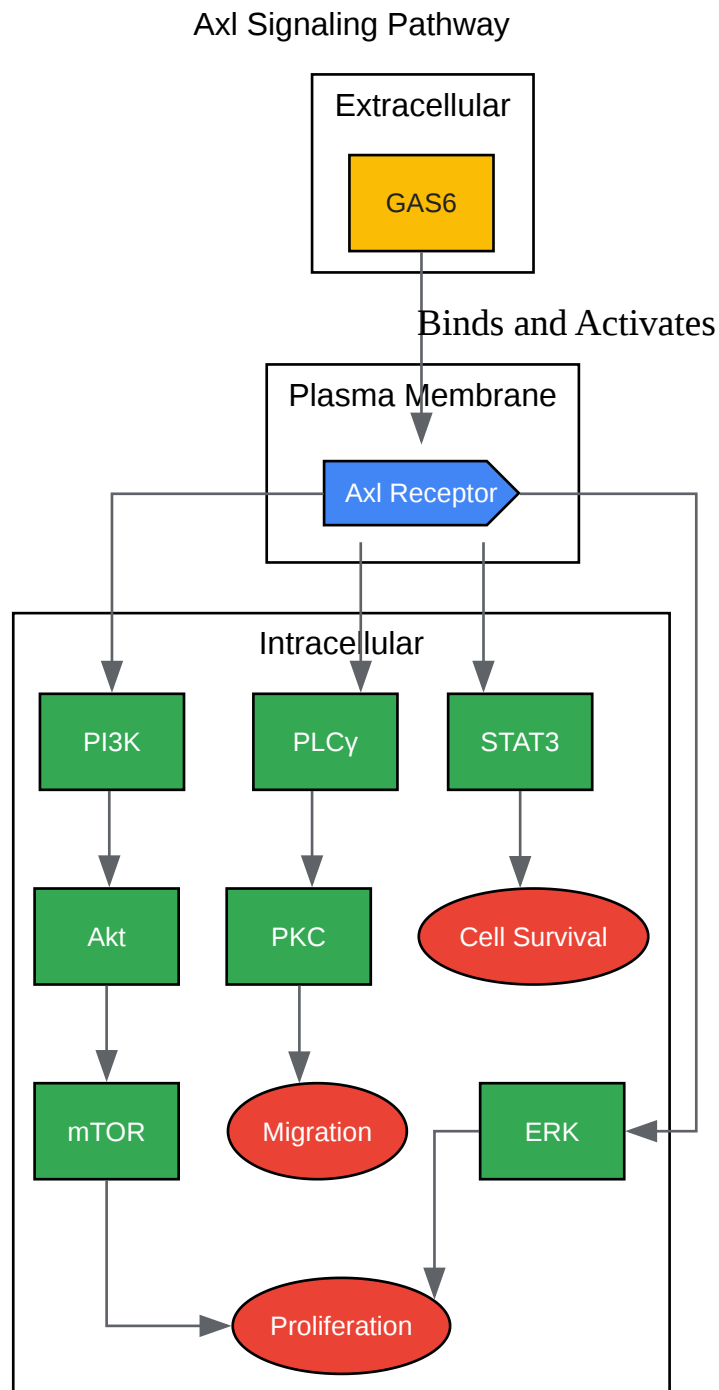 Axl Signaling Pathway
Extracellular
GAS6
Binds and Activates
Plasma Membrane
Axl Receptor
Intracellular
PI3K
PLCγ
STAT3
Akt
PKC
Cell Survival
mTOR
Migration
ERK
Proliferation